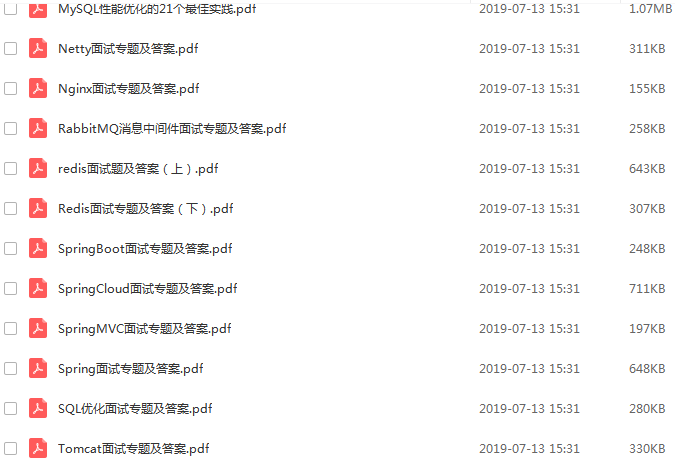 MySQL性能优化的21个最佳实践.pdf 2019-07-13 15:31 1.07MB
Netty面试专题及答案.pdf 2019-07-13 15:31 311KB
Nginx面试专题及答案.pdf 2019-07-13 15:31 155KB
RabbitMQ消息中间件面试专题及答案.pdf 2019-07-13 15:31 258KB
redis面试题及答案（上）.pdf 2019-07-13 15:31 643KB
Redis面试专题及答案（下）.pdf 2019-07-13 15:31 307KB
SpringBoot面试专题及答案.pdf 2019-07-13 15:31 248KB
SpringCloud面试专题及答案.pdf 2019-07-13 15:31 711KB
SpringMVC面试专题及答案.pdf 2019-07-13 15:31 197KB
Spring面试专题及答案.pdf 2019-07-13 15:31 648KB
SQL优化面试专题及答案.pdf 2019-07-13 15:31 280KB
Tomcat面试专题及答案.pdf 2019-07-13 15:31 330KB